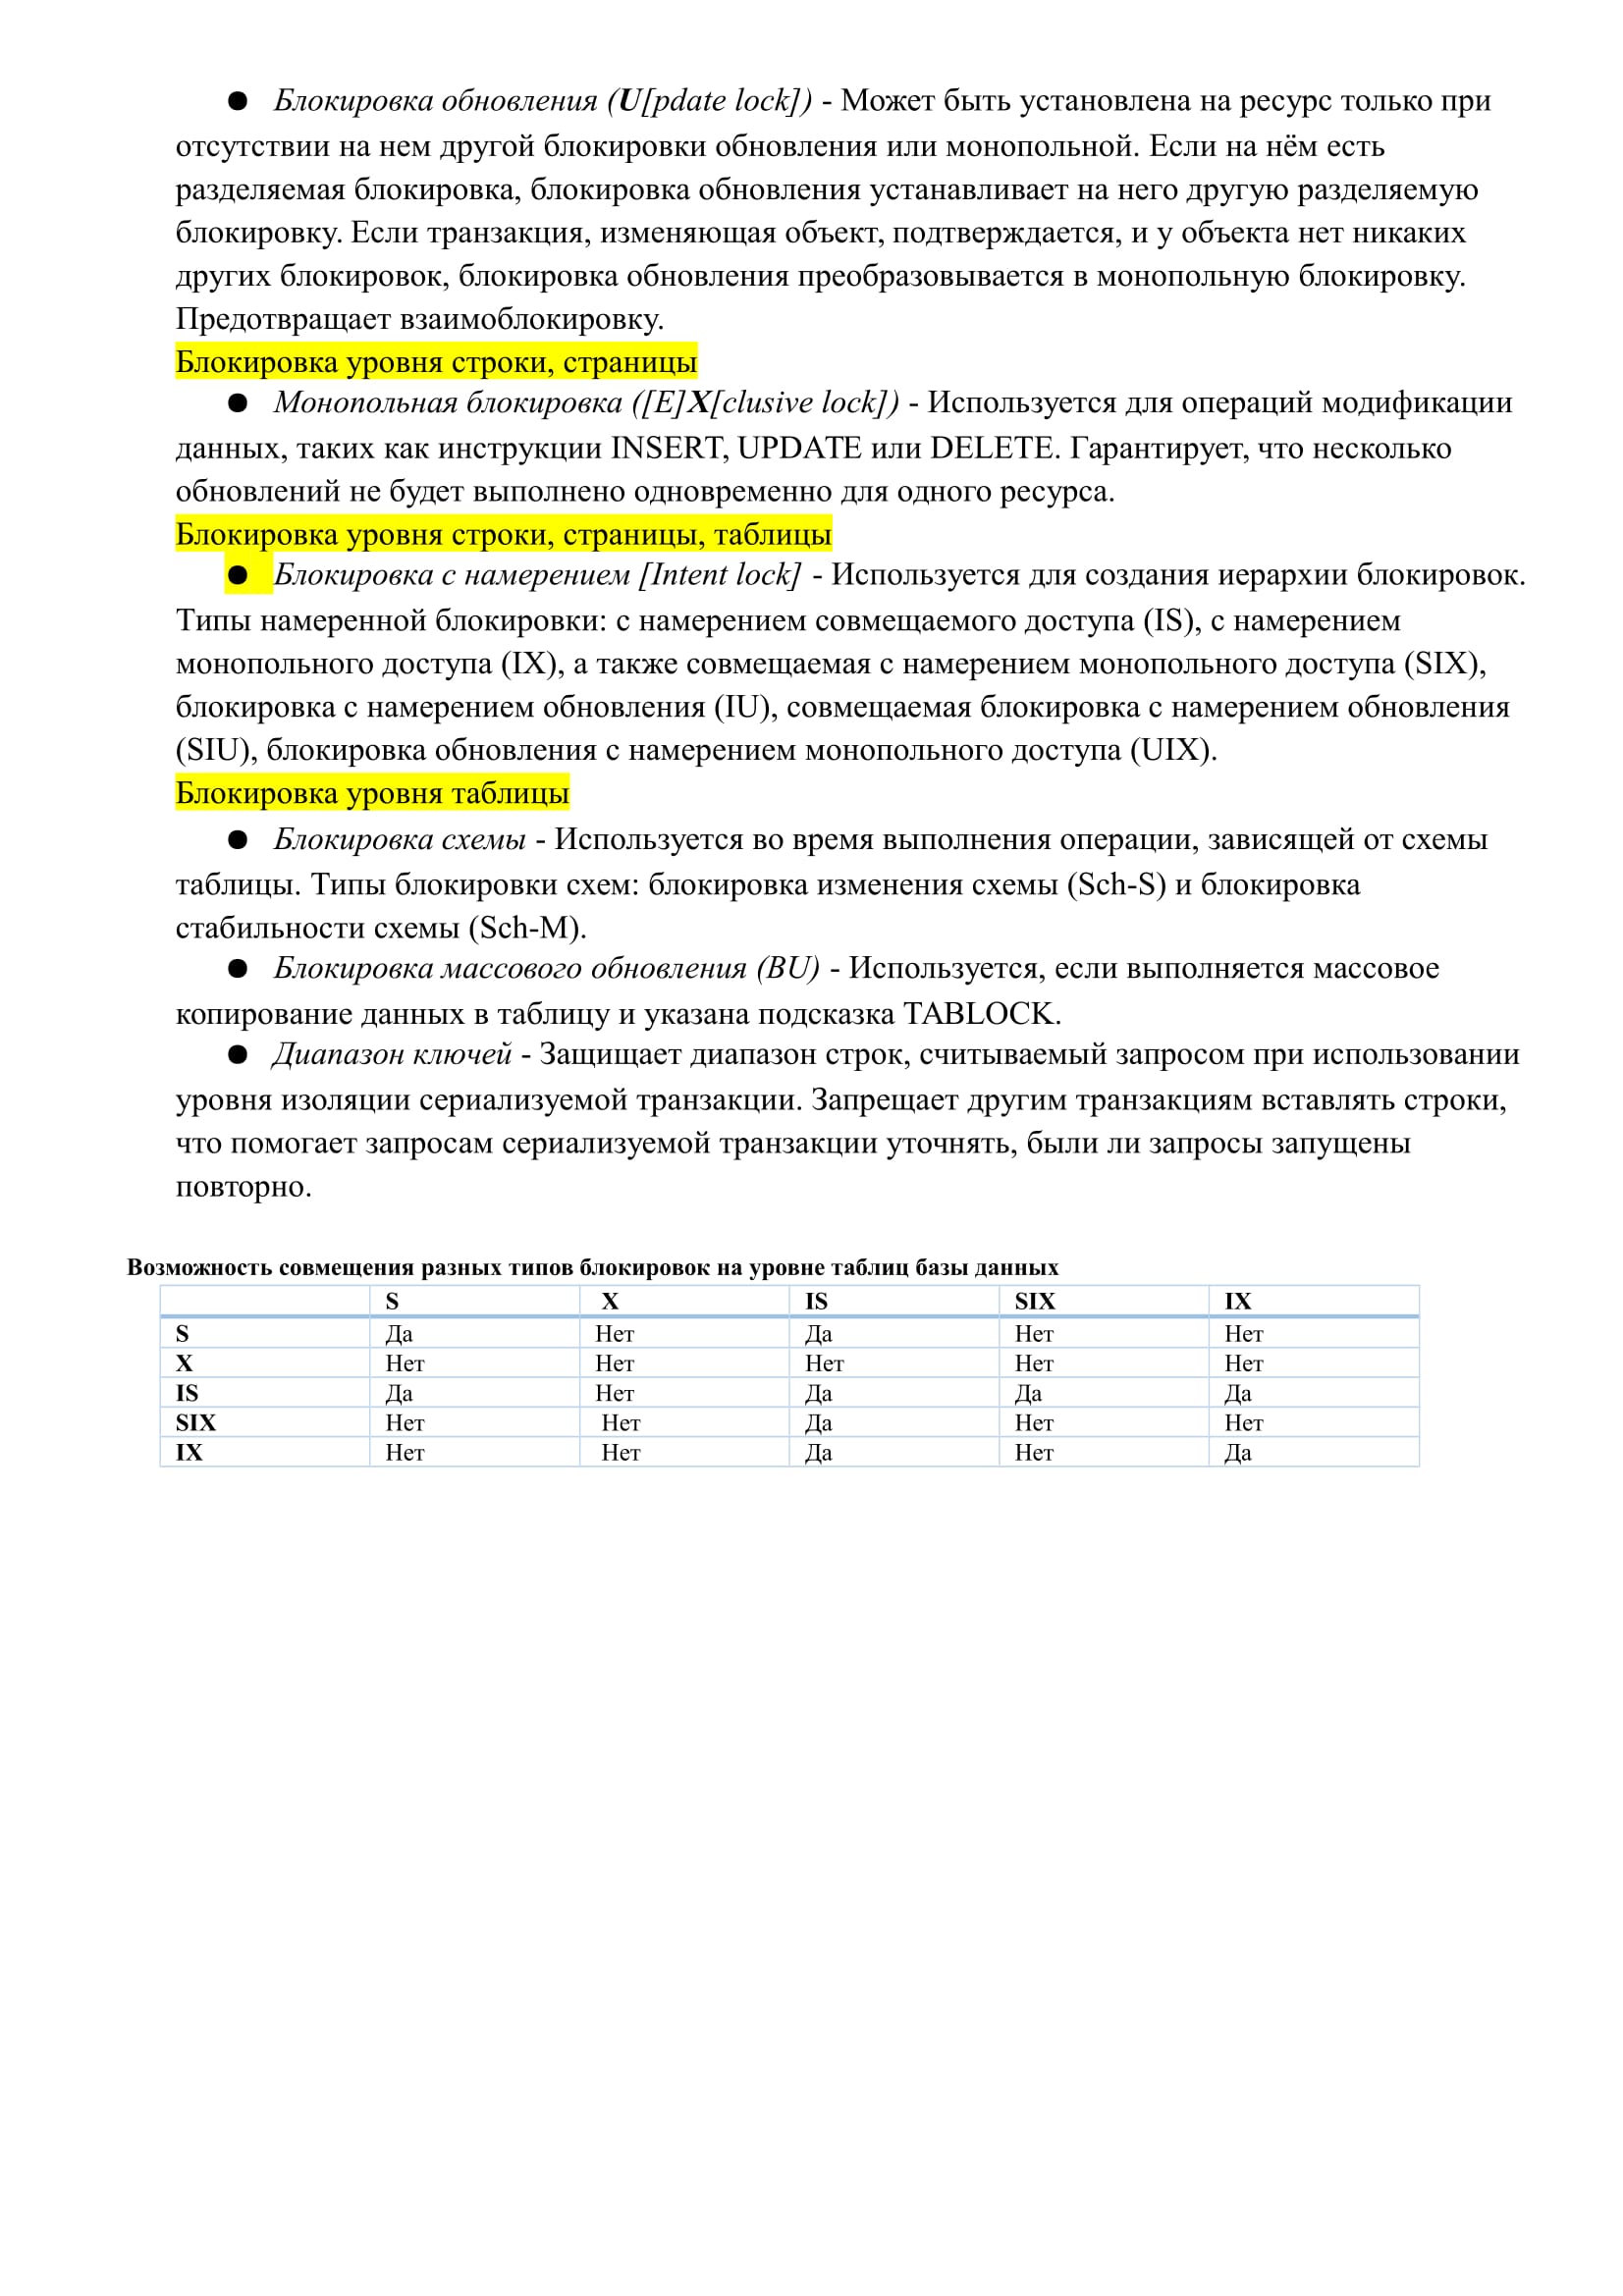 ● Блокировка обновления (U[pdate lock]) - Может быть установлена на ресурс только при
отсутствии на нем другой блокировки обновления или монопольной. Если на нём есть
разделяемая блокировка, блокировка обновления устанавливает на него другую разделяемую
блокировку. Если транзакция, изменяющая объект, подтверждается, и у объекта нет никаких
других блокировок, блокировка обновления преобразовывается в монопольную блокировку.
Предотвращает взаимоблокировку.
Блокировка уровня строки, страницы
● Монопольная блокировка ([E]X[clusive lock]) - Используется для операций модификации
данных, таких как инструкции INSERT, UPDATE или DELETE. Гарантирует, что несколько
обновлений не будет выполнено одновременно для одного ресурса.
Блокировка уровня строки, страницы, таблицы
● Блокировка с намерением [Intent lock] - Используется для создания иерархии блокировок.
Типы намеренной блокировки: с намерением совмещаемого доступа (IS), с намерением
монопольного доступа (IX), а также совмещаемая с намерением монопольного доступа (SIX),
блокировка с намерением обновления (IU), совмещаемая блокировка с намерением обновления
(SIU), блокировка обновления с намерением монопольного доступа (UIX).
Блокировка уровня таблицы
● Блокировка схемы - Используется во время выполнения операции, зависящей от схемы
таблицы. Типы блокировки схем: блокировка изменения схемы (Sch-S) и блокировка
стабильности схемы (Sch-M).
● Блокировка массового обновления (BU) - Используется, если выполняется массовое
копирование данных в таблицу и указана подсказка TABLOCK.
● Диапазон ключей - Защищает диапазон строк, считываемый запросом при использовании
уровня изоляции сериализуемой транзакции. Запрещает другим транзакциям вставлять строки,
что помогает запросам сериализуемой транзакции уточнять, были ли запросы запущены
повторно.
Возможность совмещения разных типов блокировок на уровне таблиц базы данных
S X IS SIX IX
S Да Нет Да Нет Нет
X Нет Нет Нет Нет Нет
IS Да Нет Да Да Да
SIX Нет Нет Да Нет Нет
IX Нет Нет Да Нет Да